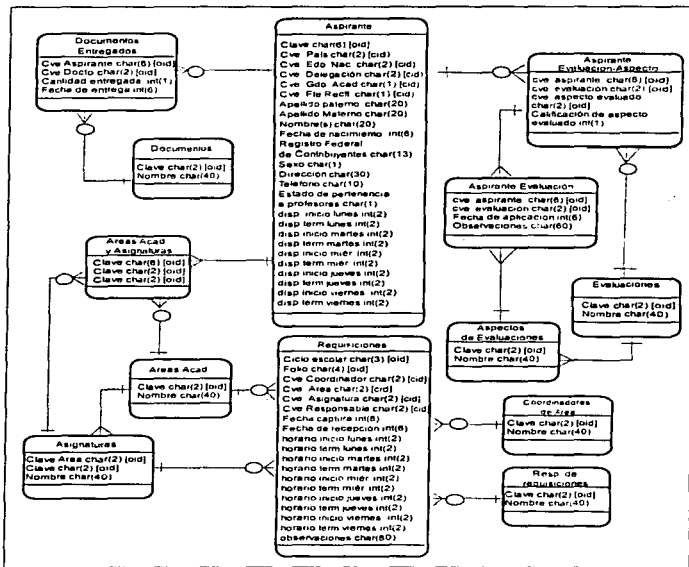 Documentos
Entregados
Cve Aspirante char(6) [oid]
Cve Docto char(2) [oid]
Cantidad entregada int(1)
Fecha de entrega int(6)
Documentos
Clave char(2) [oid]
Nombre char(40)
Areas Acad
y Asignaturas
Clave char(6) [oid]
Clave char(2) [oid]
Clave char(2) [oid]
Areas Acad
Clave char(2) [oid]
Nombre char(40)
Asignaturas
Clave Area char(2) [oid]
Clave char(2) [oid]
Nombre char(40)
Aspirante
Clave char(6) [oid]
Cve País char(2) [cid]
Cve Edo Nac char(2) [cid]
Cve Delegación char(2) [cid]
Cve Gdo Acad char(1) [cid]
Cve Fte Reclt char(1) [cid]
Apellido paterno char(20)
Apellido Materno char(20)
Nombre(s) char(20)
Fecha de nacimiento int(6)
Registro Federal
de Contribuyentes char(13)
Sexo char(1)
Dirección char(30)
Telefono char(10)
Estado de pertenencia
a profesores char(1)
disp inicio lunes int(2)
disp term lunes int(2)
disp inicio martes int(2)
disp term martes int(2)
disp inicio miér int(2)
disp term miér int(2)
disp inicio jueves int(2)
disp term jueves int(2)
disp inicio viernes int(2)
disp term viernes int(2)
Requiciones
Ciclo escolar char(3) [oid]
Folio char(4) [oid]
Cve Coordinador char(2) [cid]
Cve Area char(2) [cid]
Cve Asignatura char(2) [cid]
Cve Responsable char(2) [cid]
Fecha captura int(6)
Fecha de recepción int(6)
horario inicio lunes int(2)
horario term lunes int(2)
horario inicio martes int(2)
horario term martes int(2)
horario inicio miér int(2)
horario term miér int(2)
horario inicio jueves int(2)
horario term jueves int(2)
horario inicio viernes int(2)
horario term viernes int(2)
observaciones char(60)
Aspirante
Evaluacion-Aspecto
cve aspirante char(6) [oid]
cve evaluación char(2) [oid]
cve aspecto evaluado
char(2) [oid]
Calificación de aspecto
evaluado int(1)
Aspirante Evaluación
cve aspirante char(6) [oid]
cve evaluación char(2) [oid]
Fecha de aplicación int(6)
Observaciones char(60)
Evaluaciones
Clave char(2) [oid]
Nombre char(40)
Aspectos
de Evaluaciones
Clave char(2) [oid]
Nombre char(40)
Coordinadores
de Area
Clave char(2) [oid]
Nombre char(40)
Resp. de
requisiciones
Clave char(2) [oid]
Nombre char(40)